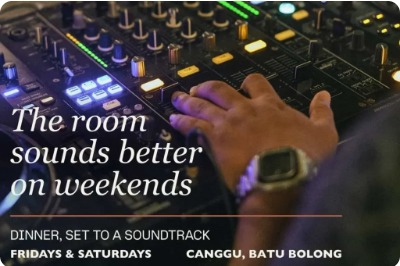 The room
sounds better
on weekends
DINNER, SET TO A SOUNDTRACK
FRIDAYS & SATURDAYS CANGGU, BATU BOLONG